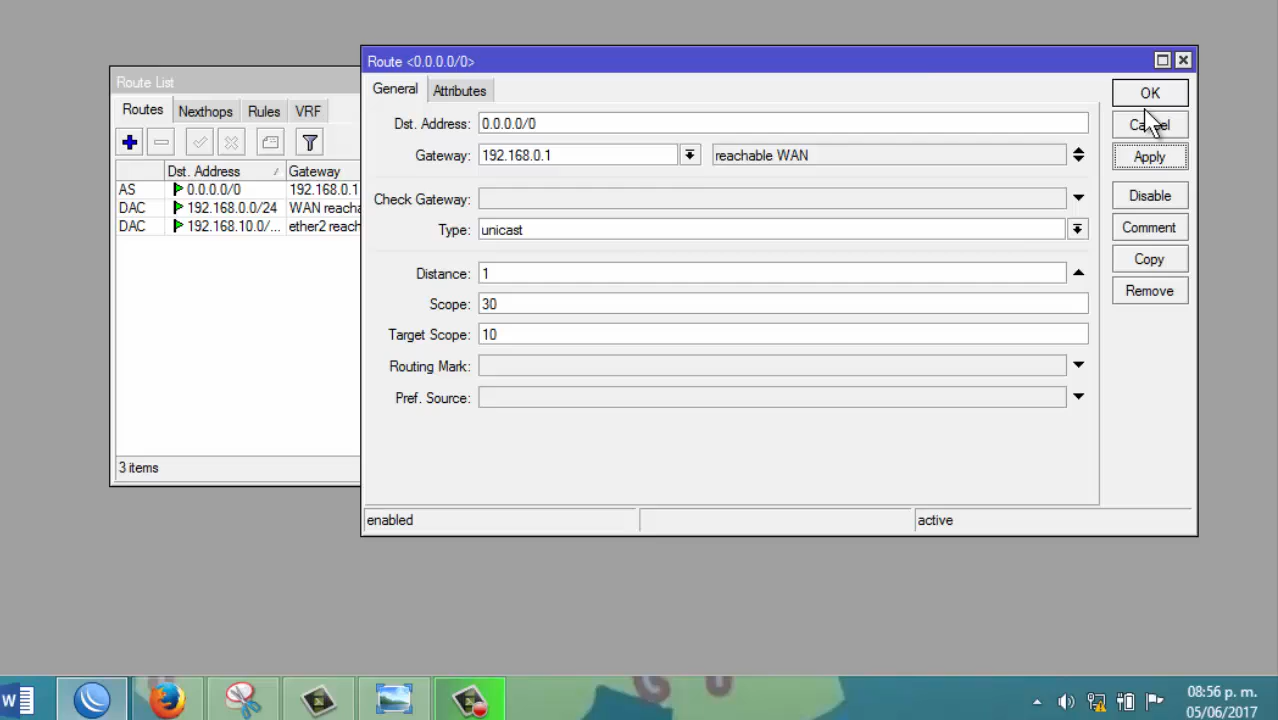 Route <0.0.0.0/0>
Route List
General Attributes
Routes Nexthops Rules VRF
OK
Cancel
Apply
Disable
Comment
Copy
Remove
Dst. Address: 0.0.0.0/0
Gateway: 192.168.0.1 reachable WAN
Check Gateway:
Type: unicast
Distance: 1
Scope: 30
Target Scope: 10
Routing Mark:
Pref. Source:
Dst. Address / Gateway
AS 0.0.0.0/0 192.168.0.1
DAC 192.168.0.0/24 WAN reacha
DAC 192.168.10.0/... ether2 reach
3 items
enabled active
W
08:56 p. m.
05/06/2017